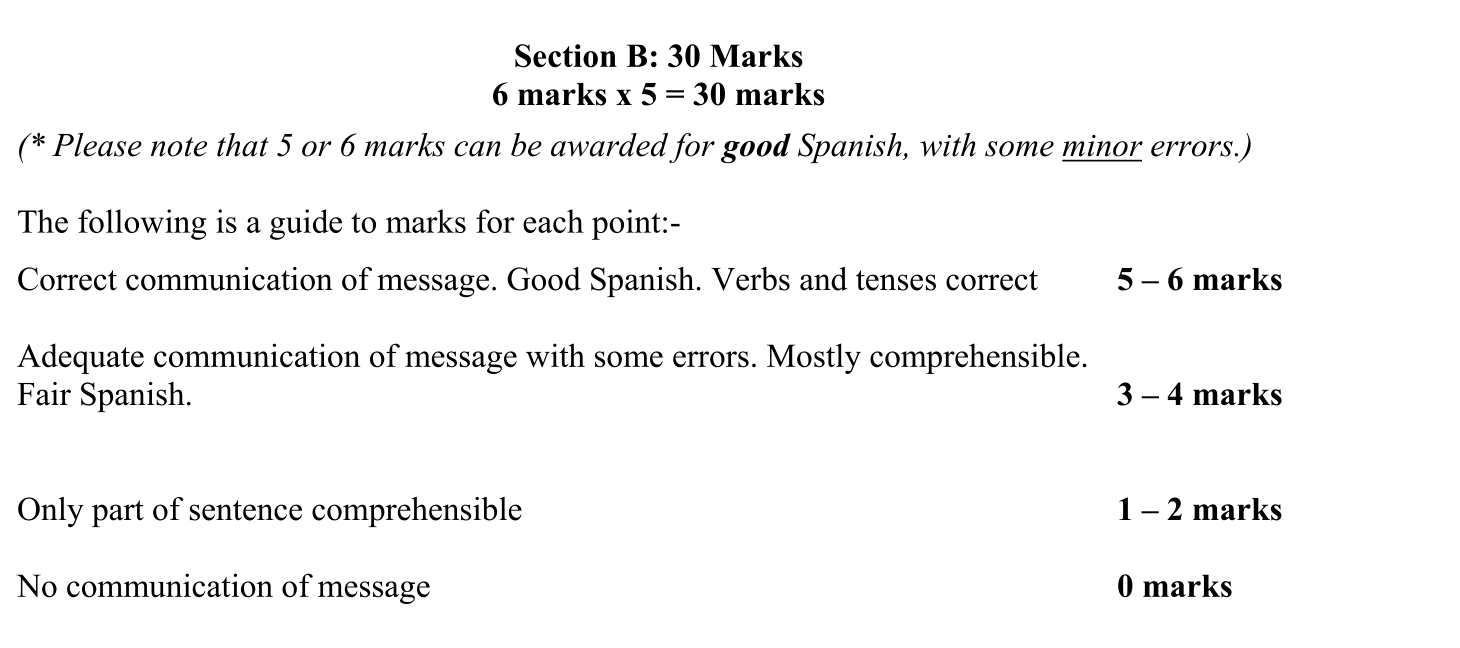 Section B: 30 Marks
6 marks x 5 = 30 marks
(* Please note that 5 or 6 marks can be awarded for good Spanish, with some minor errors.)
The following is a guide to marks for each point:-
Correct communication of message. Good Spanish. Verbs and tenses correct 5 – 6 marks
Adequate communication of message with some errors. Mostly comprehensible.
Fair Spanish. 3 – 4 marks
Only part of sentence comprehensible 1 – 2 marks
No communication of message 0 marks